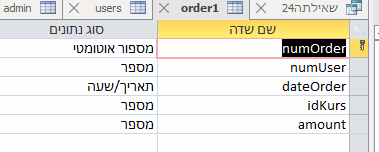 שאילתה24 order1 users admin
שם שדה סוג נתונים
numOrder מספור אוטומטי
numUser מספר
dateOrder תאריך/שעה
idKurs מספר
amount מספר